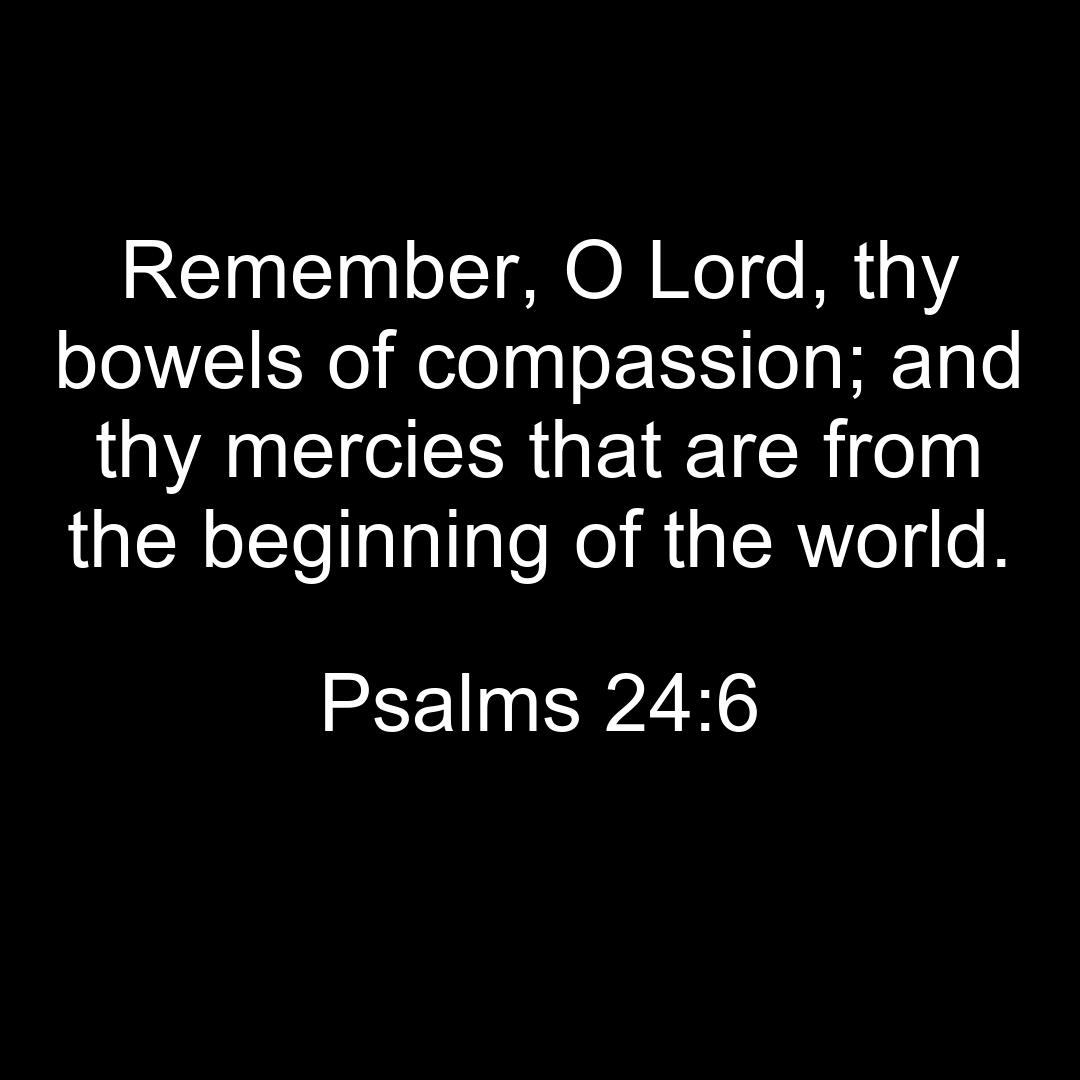 Remember, O Lord, thy
bowels of compassion; and
thy mercies that are from
the beginning of the world.
Psalms 24:6